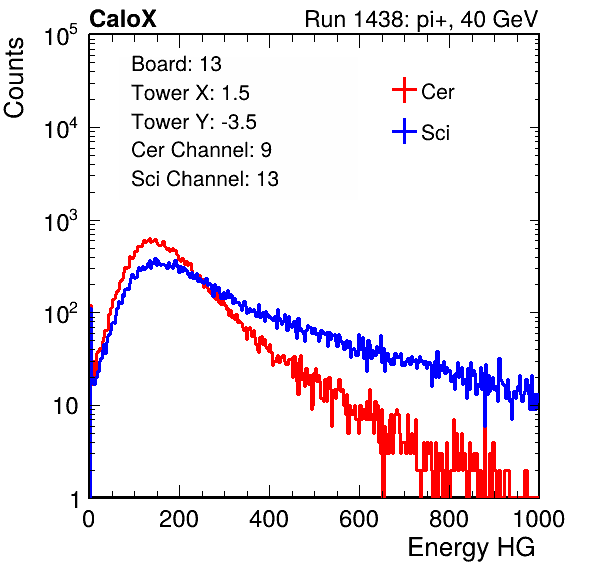 CaloX Run 1438: pi+, 40 GeV
Counts
Board: 13
Tower X: 1.5
Tower Y: -3.5
Cer Channel: 9
Sci Channel: 13
Cer
Sci
10^5
10^4
10^3
10^2
10
1
0 200 400 600 800 1000
Energy HG